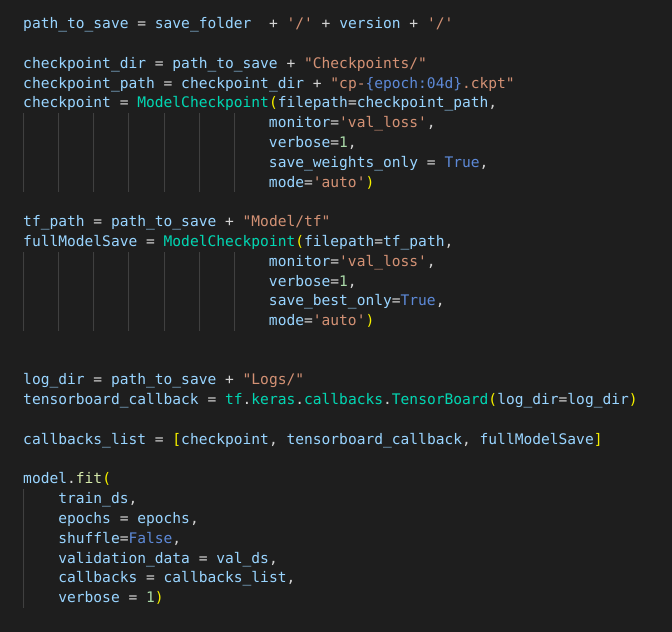 path_to_save = save_folder  + '/' + version + '/'
checkpoint_dir = path_to_save + "Checkpoints/"
checkpoint_path = checkpoint_dir + "cp-{epoch:04d}.ckpt"
checkpoint = ModelCheckpoint(filepath=checkpoint_path,
                            monitor='val_loss',
                            verbose=1,
                            save_weights_only = True,
                            mode='auto')
tf_path = path_to_save + "Model/tf"
fullModelSave = ModelCheckpoint(filepath=tf_path,
                            monitor='val_loss',
                            verbose=1,
                            save_best_only=True,
                            mode='auto')
log_dir = path_to_save + "Logs/"
tensorboard_callback = tf.keras.callbacks.TensorBoard(log_dir=log_dir)
callbacks_list = [checkpoint, tensorboard_callback, fullModelSave]
model.fit(
    train_ds,
    epochs = epochs,
    shuffle=False,
    validation_data = val_ds,
    callbacks = callbacks_list,
    verbose = 1)